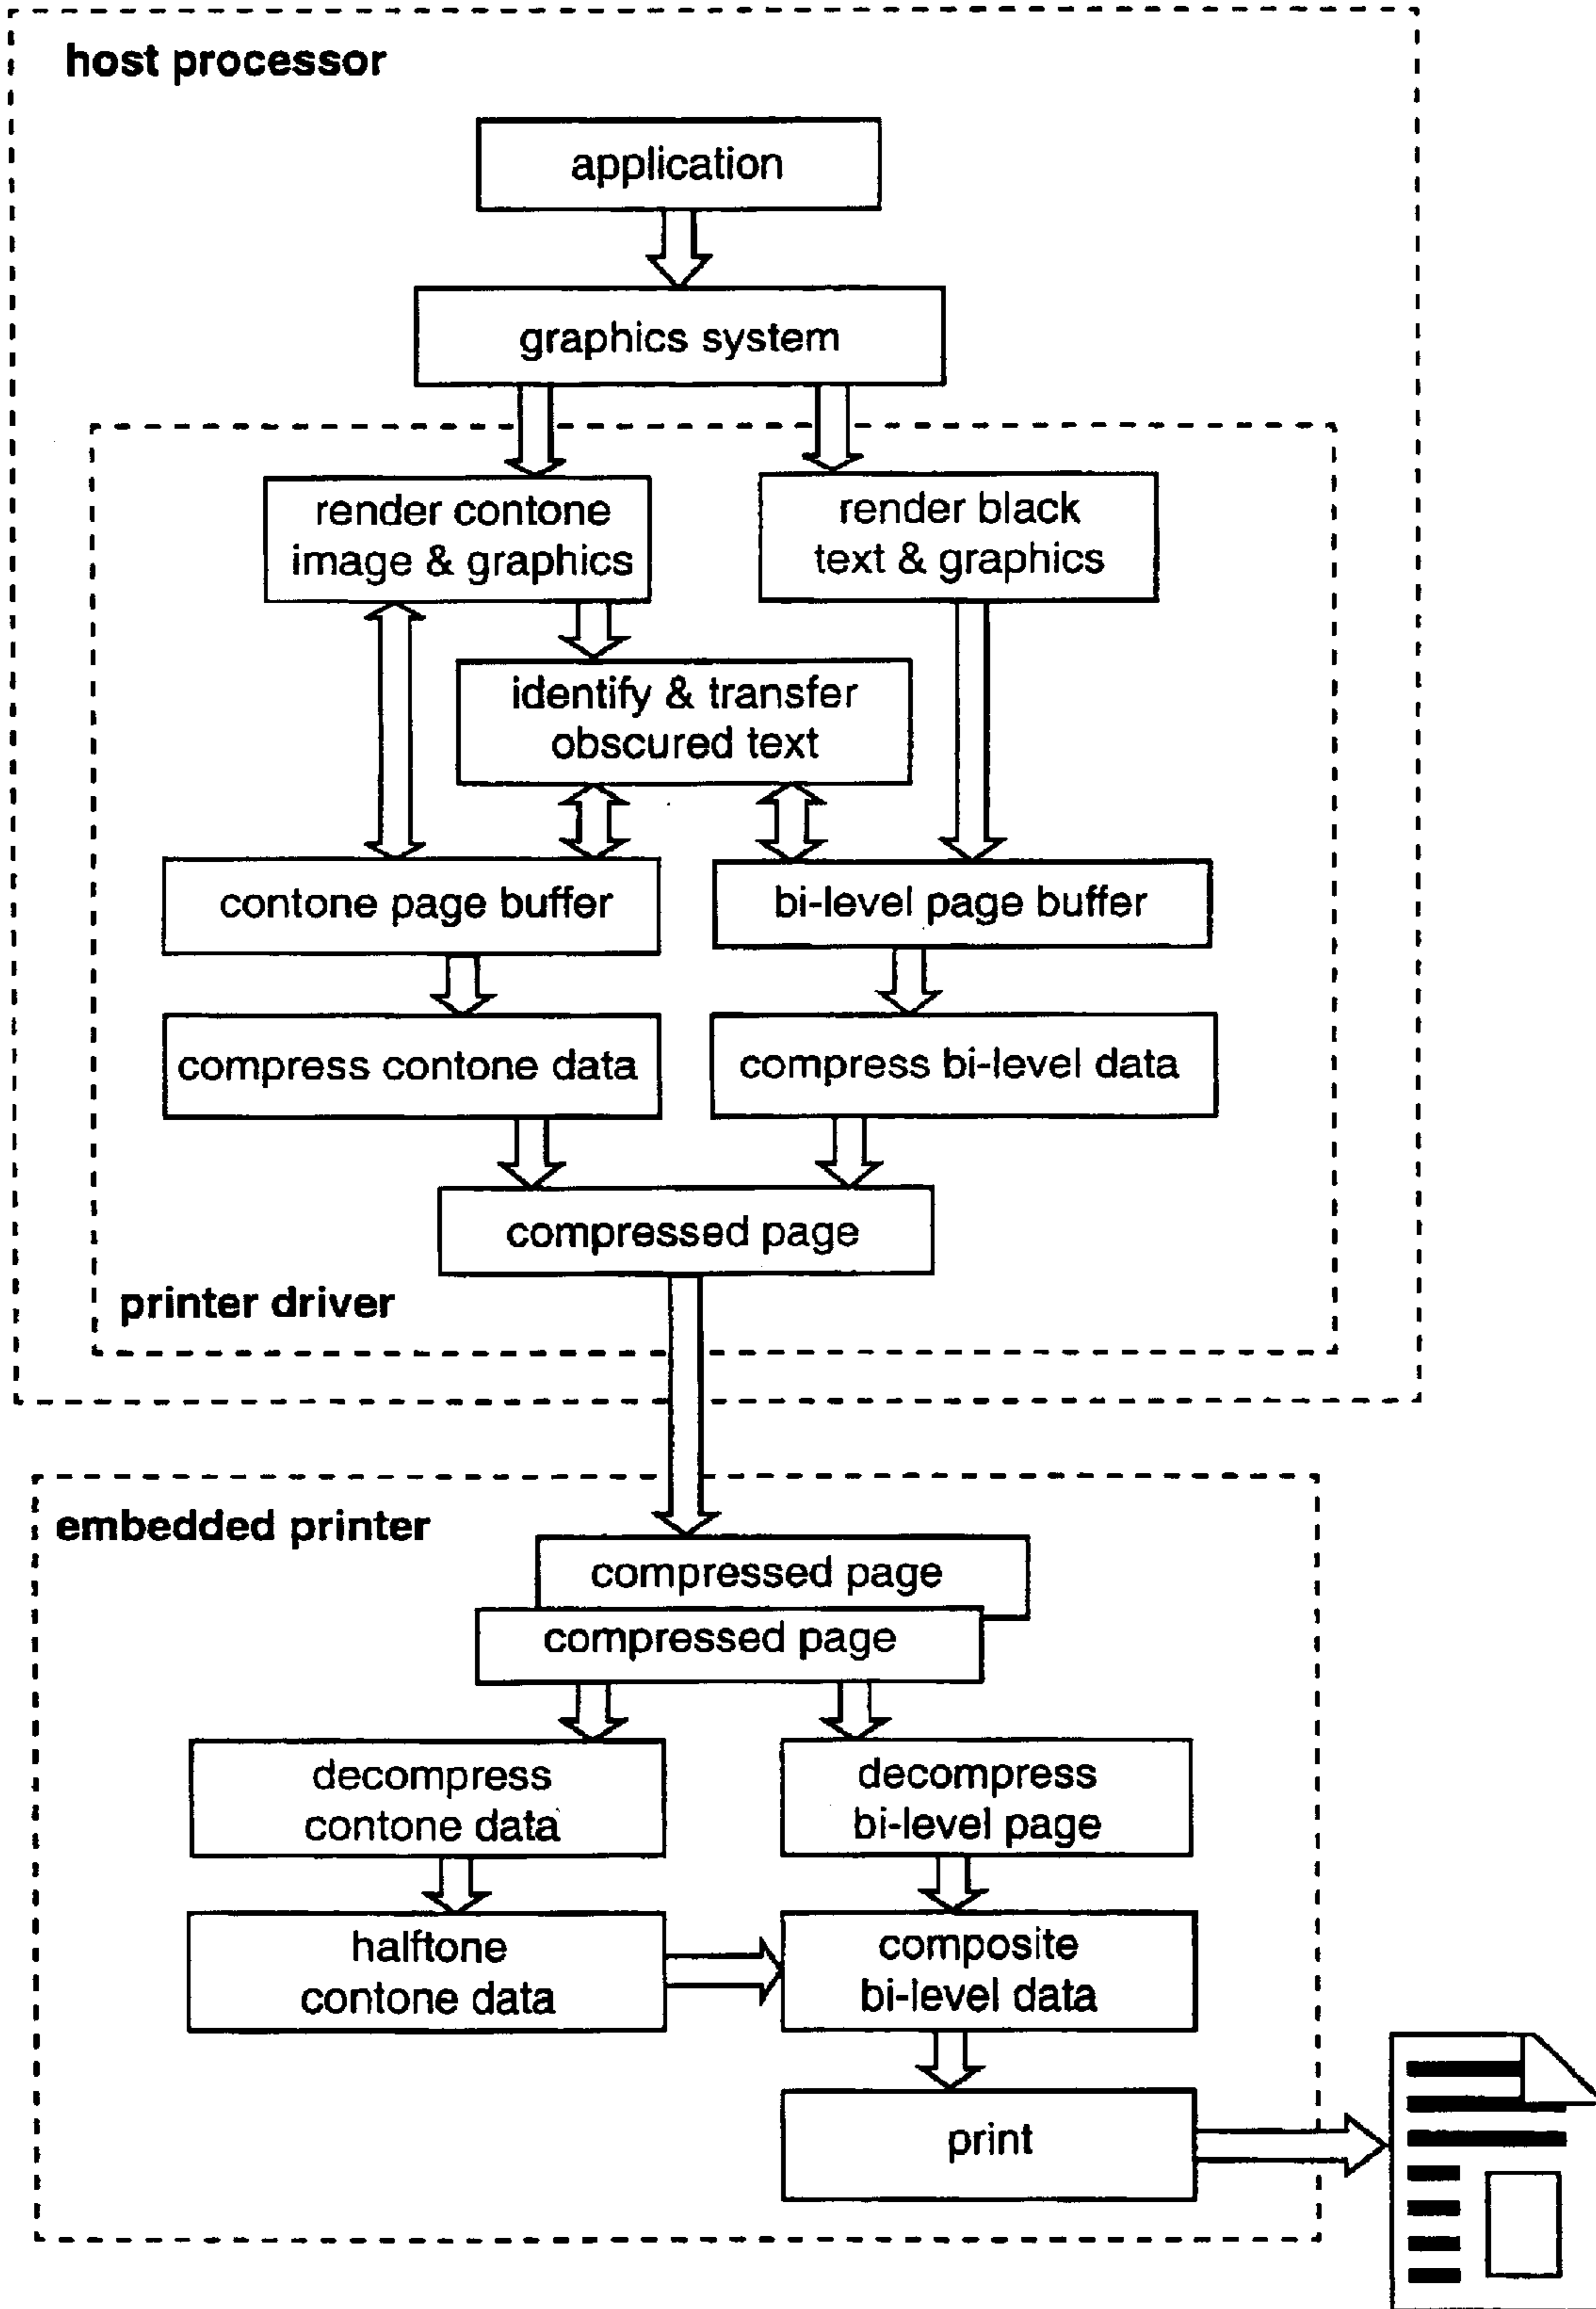 host processor
application
graphics system
render contone
image & graphics
render black
text & graphics
identify & transfer
obscured text
contone page buffer
bi-level page buffer
compress contone data
compress bi-level data
compressed page
printer driver
embedded printer
compressed page
compressed page
decompress
contone data
decompress
bi-level page
halftone
contone data
composite
bi-level data
print